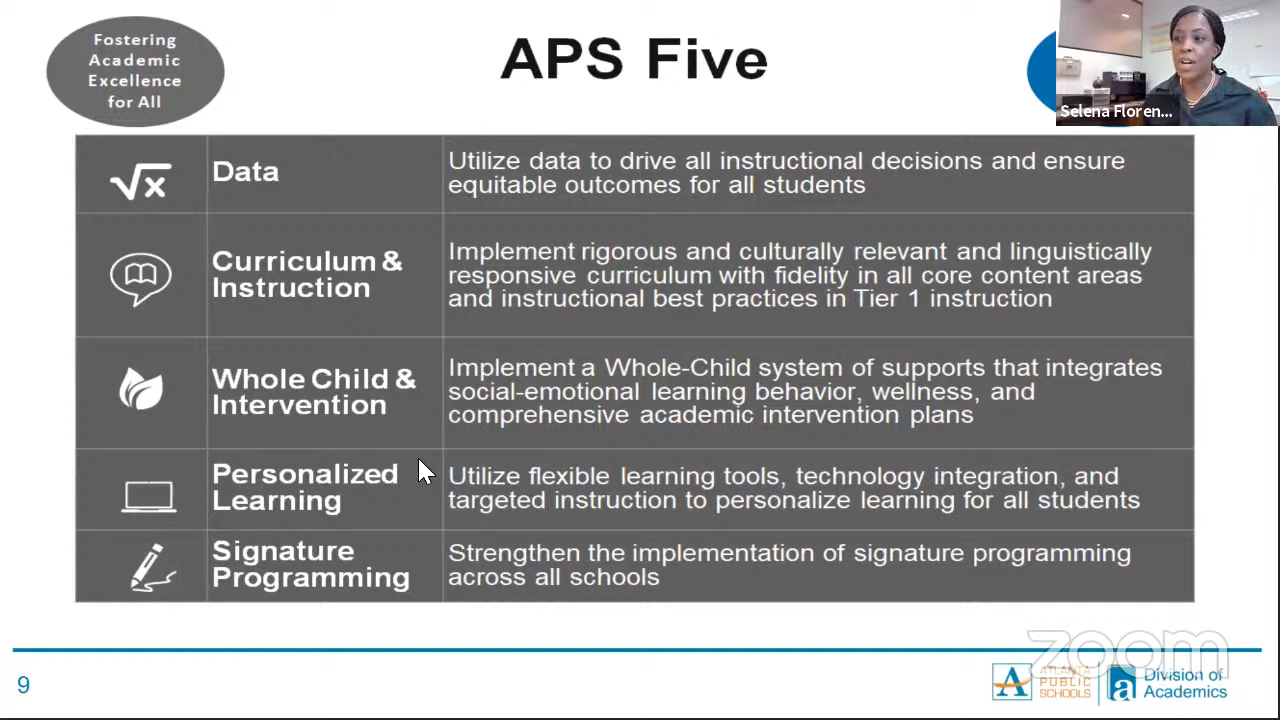 Fostering
Academic
Excellence
for All
APS Five
Selena Floren...
Data
Utilize data to drive all instructional decisions and ensure
equitable outcomes for all students
Curriculum &
Instruction
Implement rigorous and culturally relevant and linguistically
responsive curriculum with fidelity in all core content areas
and instructional best practices in Tier 1 instruction
Whole Child &
Intervention
Implement a Whole-Child system of supports that integrates
social-emotional learning behavior, wellness, and
comprehensive academic intervention plans
Personalized
Learning
Utilize flexible learning tools, technology integration, and
targeted instruction to personalize learning for all students
Signature
Programming
Strengthen the implementation of signature programming
across all schools
zoom
9
ATLANTA
PUBLIC
SCHOOLS
Division of
Academics